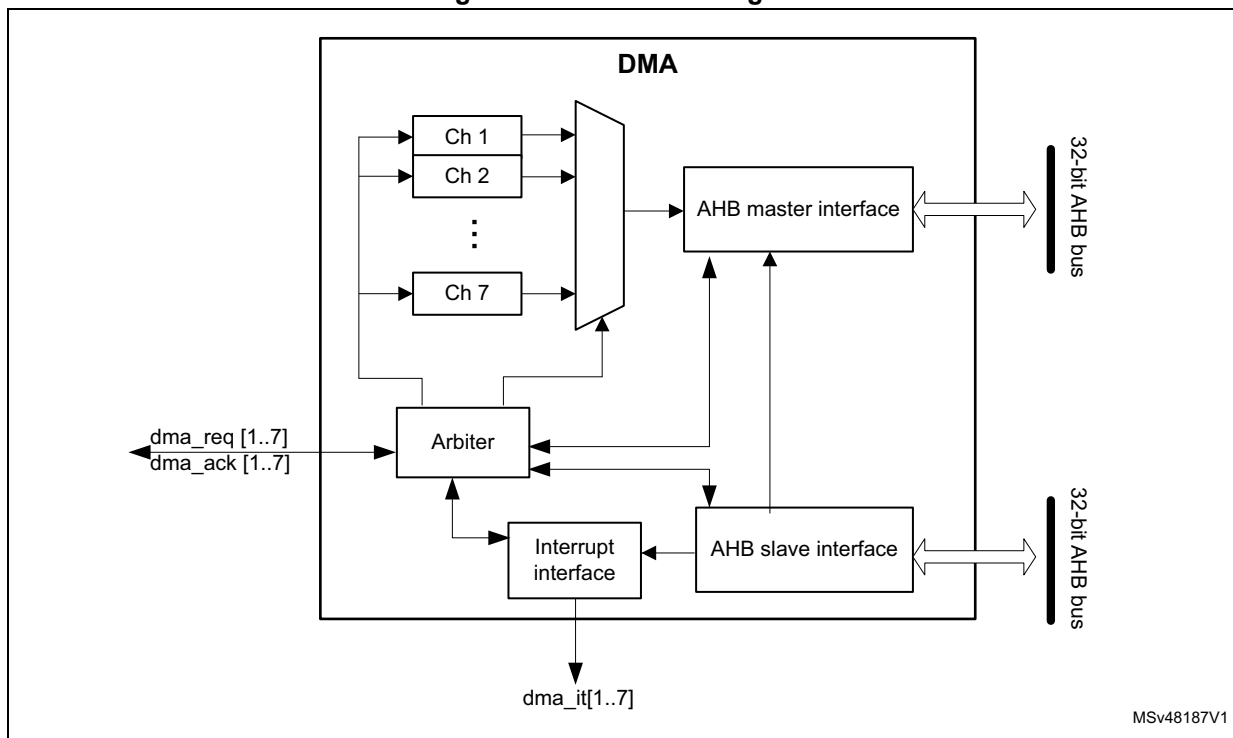 DMA
Ch 1
Ch 2
Ch 7
AHB master interface
32-bit AHB bus
dma_req [1..7]
dma_ack [1..7]
Arbiter
Interrupt
interface
AHB slave interface
32-bit AHB bus
dma_it[1..7]
MSv48187V1